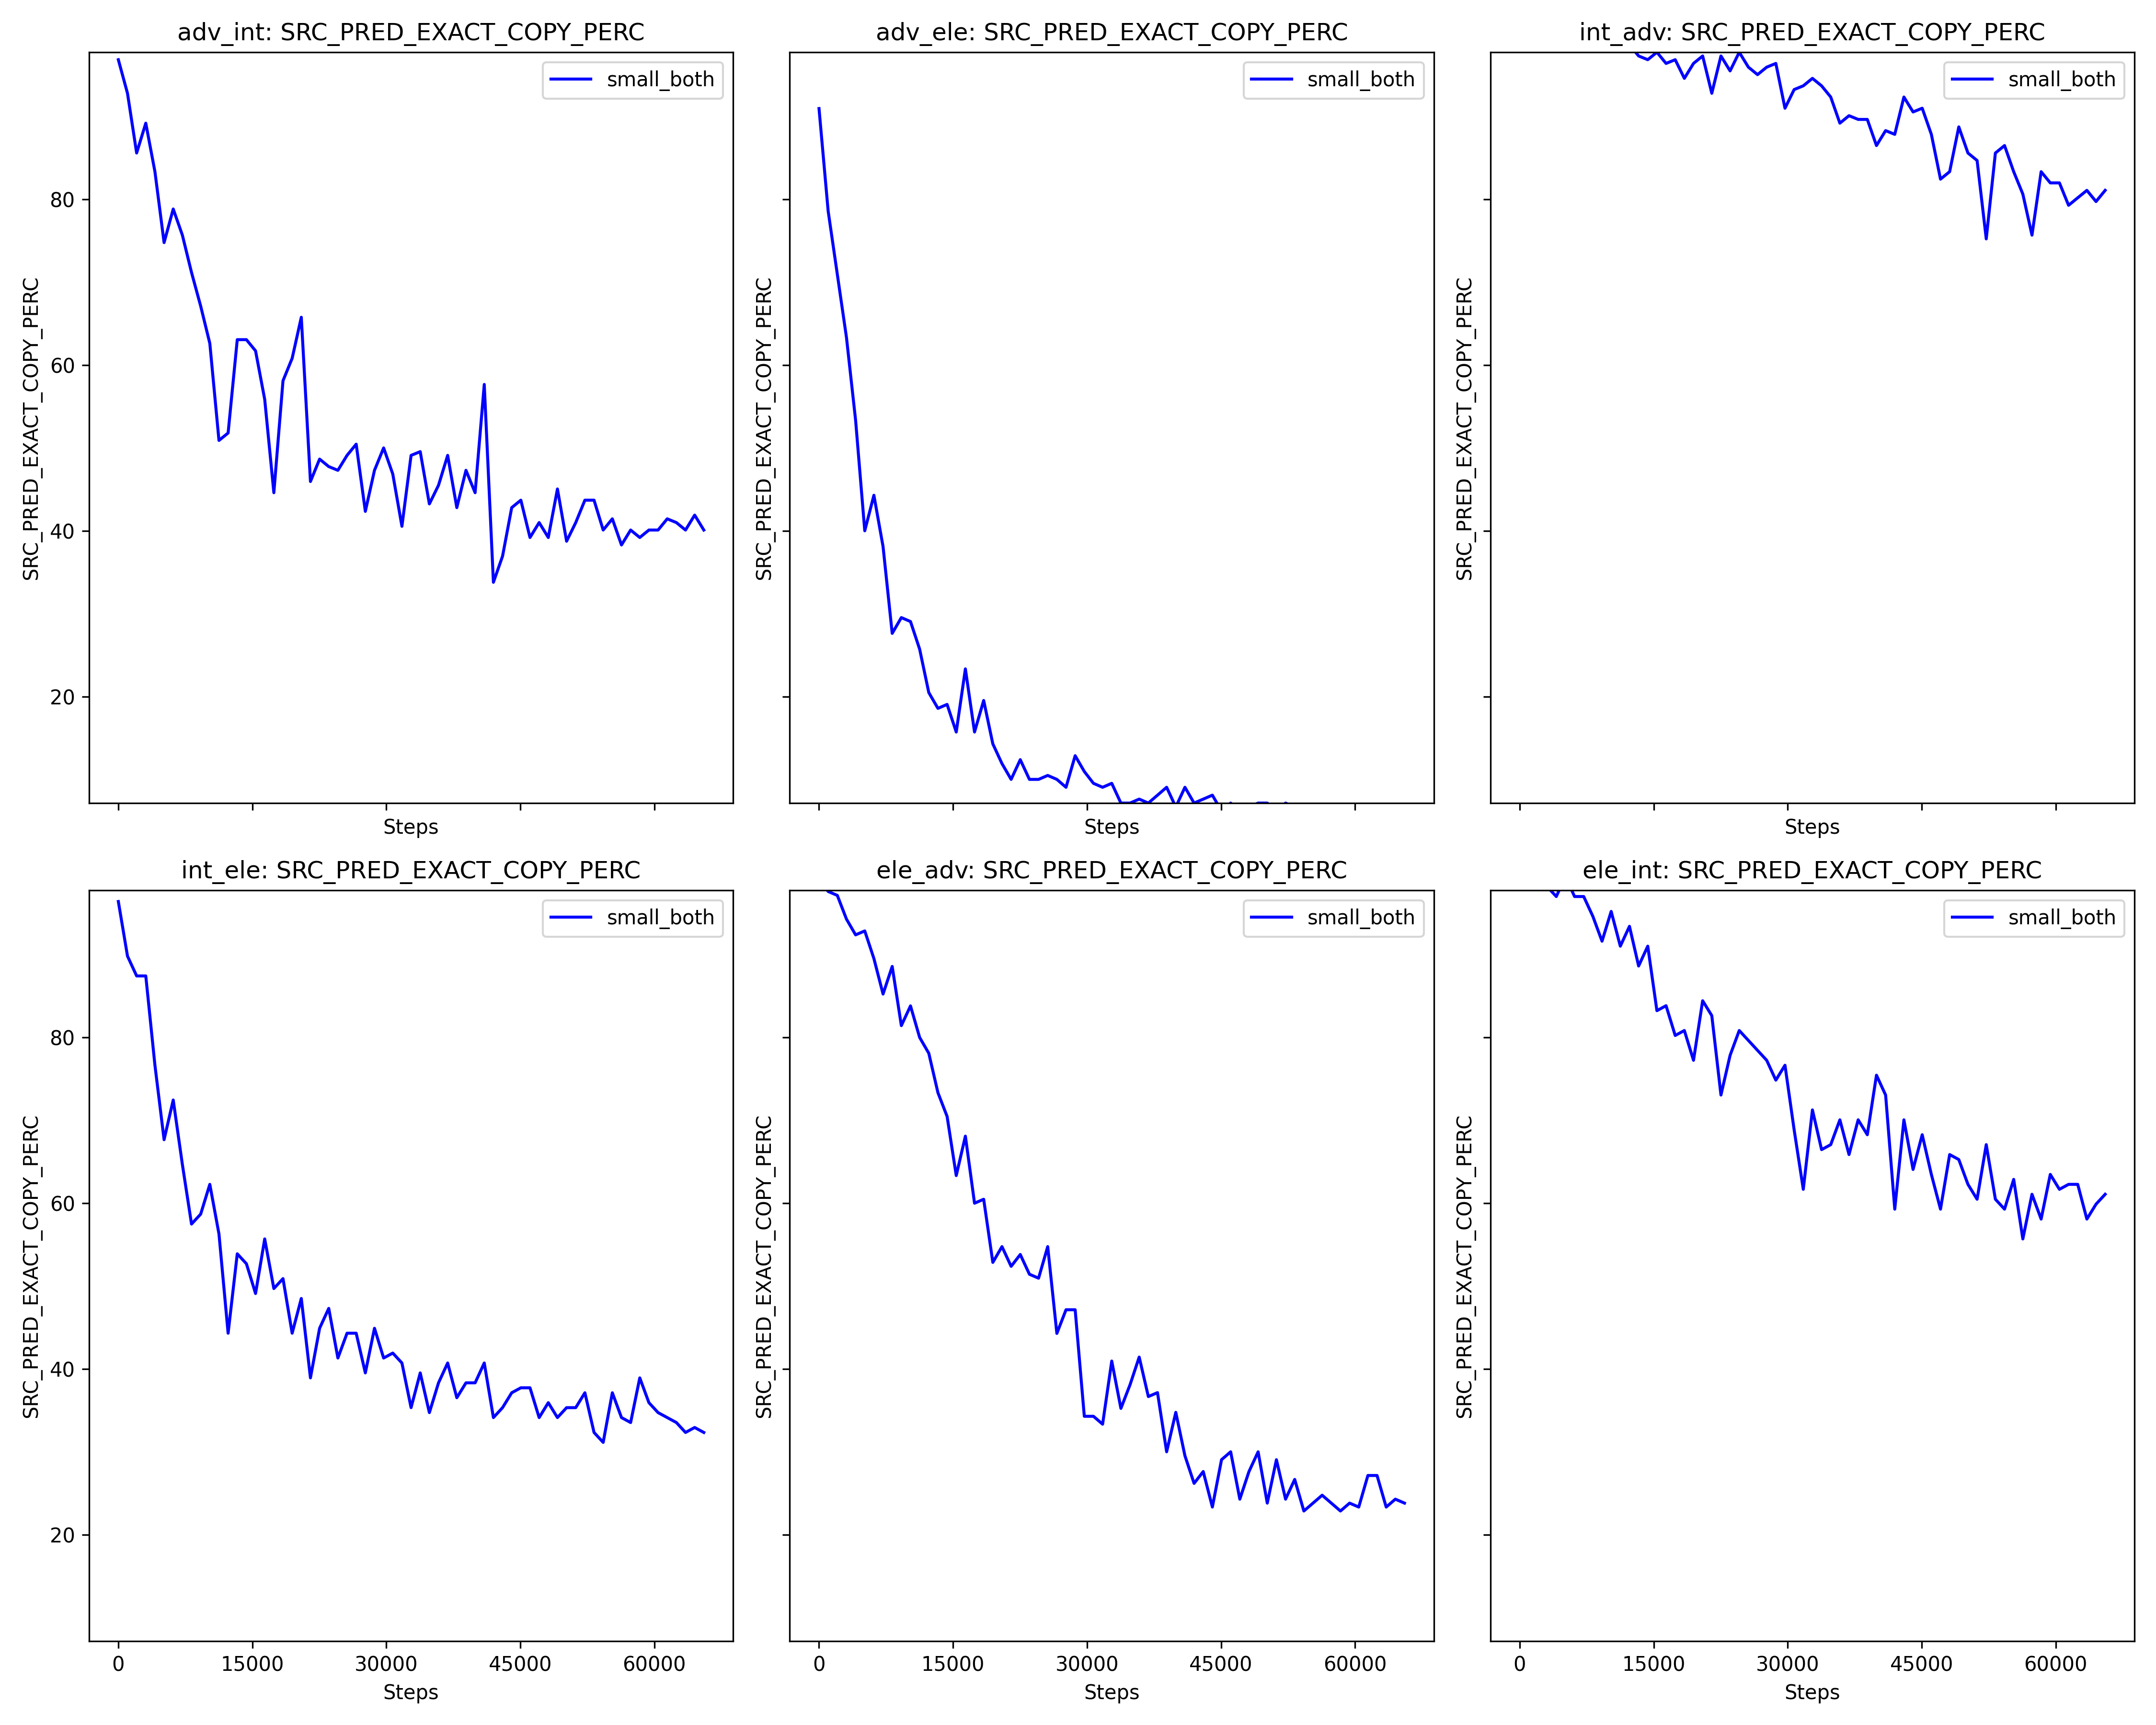 adv_int: SRC_PRED_EXACT_COPY_PERC
adv_ele: SRC_PRED_EXACT_COPY_PERC
int_adv: SRC_PRED_EXACT_COPY_PERC
small_both
small_both
small_both
SRC_PRED_EXACT_COPY_PERC
SRC_PRED_EXACT_COPY_PERC
SRC_PRED_EXACT_COPY_PERC
80
60
40
20
Steps
Steps
Steps
int_ele: SRC_PRED_EXACT_COPY_PERC
ele_adv: SRC_PRED_EXACT_COPY_PERC
ele_int: SRC_PRED_EXACT_COPY_PERC
small_both
small_both
small_both
SRC_PRED_EXACT_COPY_PERC
SRC_PRED_EXACT_COPY_PERC
SRC_PRED_EXACT_COPY_PERC
80
60
40
20
0 15000 30000 45000 60000
0 15000 30000 45000 60000
0 15000 30000 45000 60000
Steps
Steps
Steps